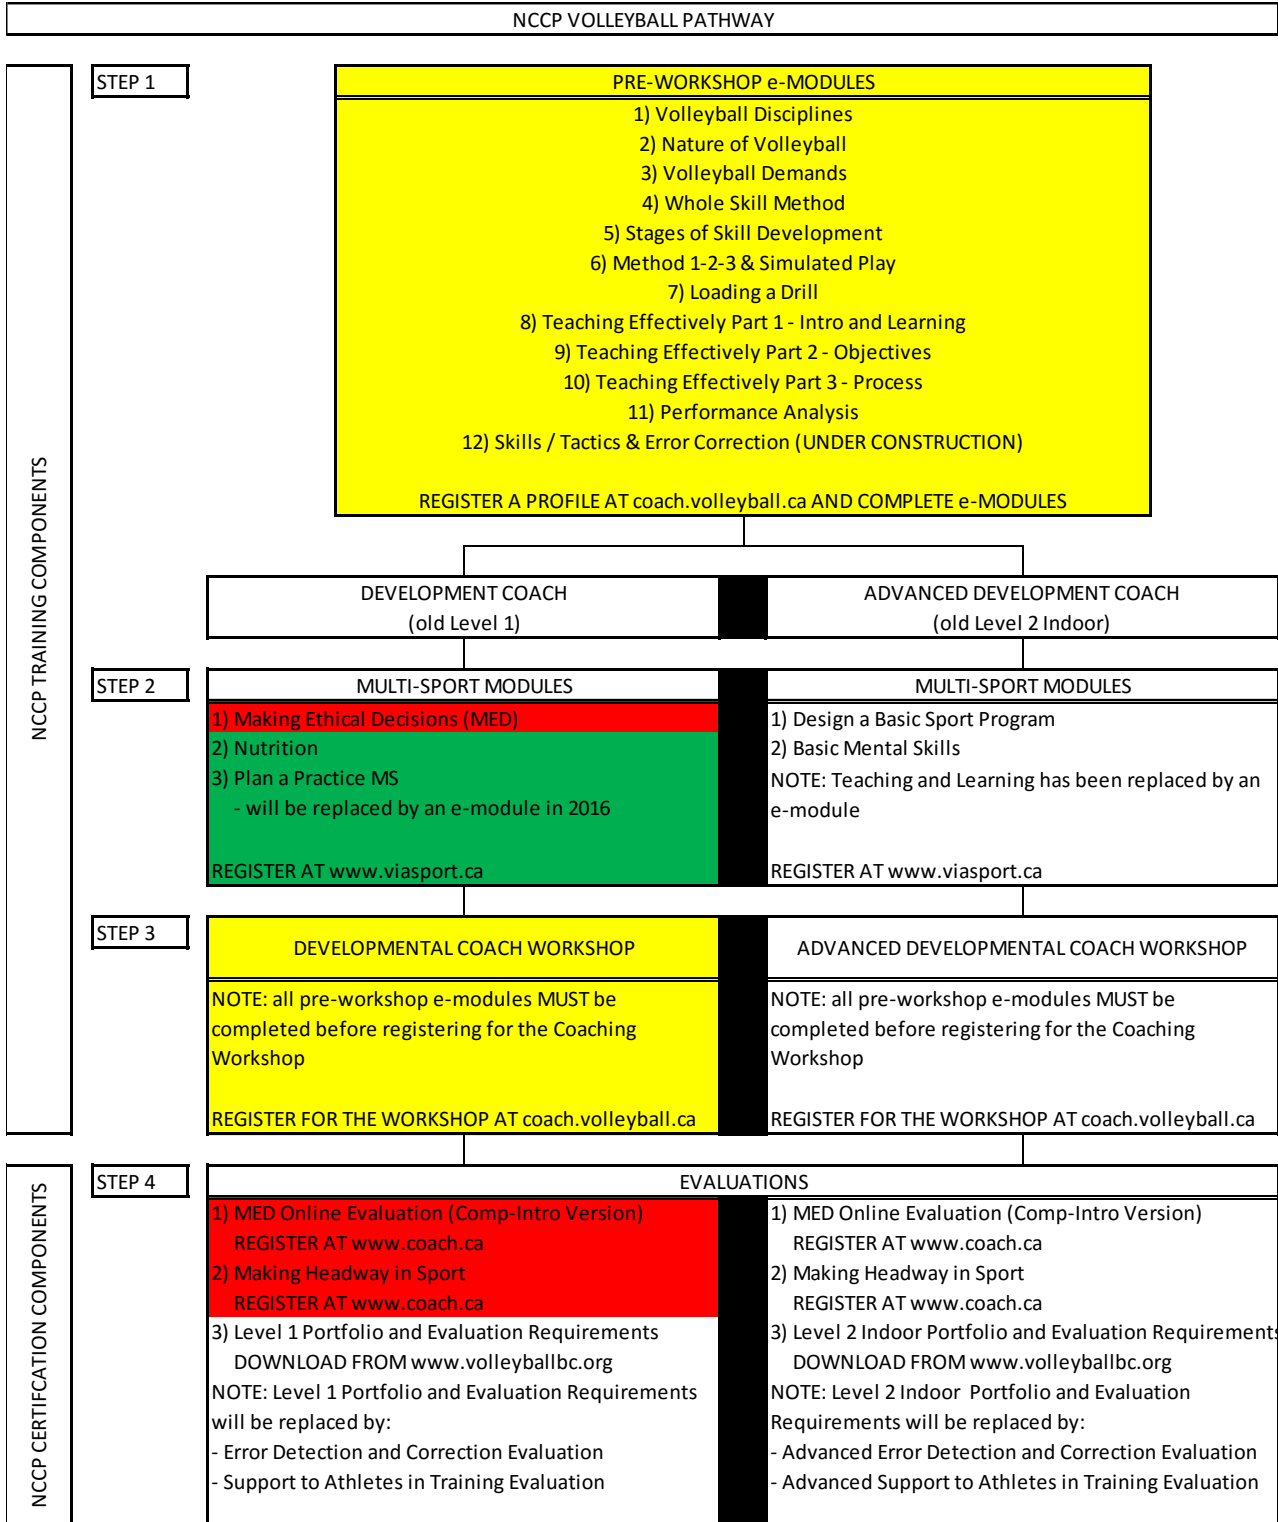 NCCP VOLLEYBALL PATHWAY
NCCP TRAINING COMPONENTS
STEP 1
PRE-WORKSHOP e-MODULES
1) Volleyball Disciplines
2) Nature of Volleyball
3) Volleyball Demands
4) Whole Skill Method
5) Stages of Skill Development
6) Method 1-2-3 & Simulated Play
7) Loading a Drill
8) Teaching Effectively Part 1 - Intro and Learning
9) Teaching Effectively Part 2 - Objectives
10) Teaching Effectively Part 3 - Process
11) Performance Analysis
12) Skills / Tactics & Error Correction (UNDER CONSTRUCTION)
REGISTER A PROFILE AT coach.volleyball.ca AND COMPLETE e-MODULES
DEVELOPMENT COACH
(old Level 1)
ADVANCED DEVELOPMENT COACH
(old Level 2 Indoor)
STEP 2
MULTI-SPORT MODULES
1) Making Ethical Decisions (MED)
2) Nutrition
3) Plan a Practice MS
- will be replaced by an e-module in 2016
REGISTER AT www.viasport.ca
MULTI-SPORT MODULES
1) Design a Basic Sport Program
2) Basic Mental Skills
NOTE: Teaching and Learning has been replaced by an
e-module
REGISTER AT www.viasport.ca
STEP 3
DEVELOPMENTAL COACH WORKSHOP
NOTE: all pre-workshop e-modules MUST be
completed before registering for the Coaching
Workshop
REGISTER FOR THE WORKSHOP AT coach.volleyball.ca
ADVANCED DEVELOPMENTAL COACH WORKSHOP
NOTE: all pre-workshop e-modules MUST be
completed before registering for the Coaching
Workshop
REGISTER FOR THE WORKSHOP AT coach.volleyball.ca
NCCP CERTIFCATION COMPONENTS
STEP 4
EVALUATIONS
1) MED Online Evaluation (Comp-Intro Version)
REGISTER AT www.coach.ca
2) Making Headway in Sport
REGISTER AT www.coach.ca
3) Level 1 Portfolio and Evaluation Requirements
DOWNLOAD FROM www.volleyballbc.org
NOTE: Level 1 Portfolio and Evaluation Requirements
will be replaced by:
- Error Detection and Correction Evaluation
- Support to Athletes in Training Evaluation
1) MED Online Evaluation (Comp-Intro Version)
REGISTER AT www.coach.ca
2) Making Headway in Sport
REGISTER AT www.coach.ca
3) Level 2 Indoor Portfolio and Evaluation Requirements
DOWNLOAD FROM www.volleyballbc.org
NOTE: Level 2 Indoor Portfolio and Evaluation
Requirements will be replaced by:
- Advanced Error Detection and Correction Evaluation
- Advanced Support to Athletes in Training Evaluation